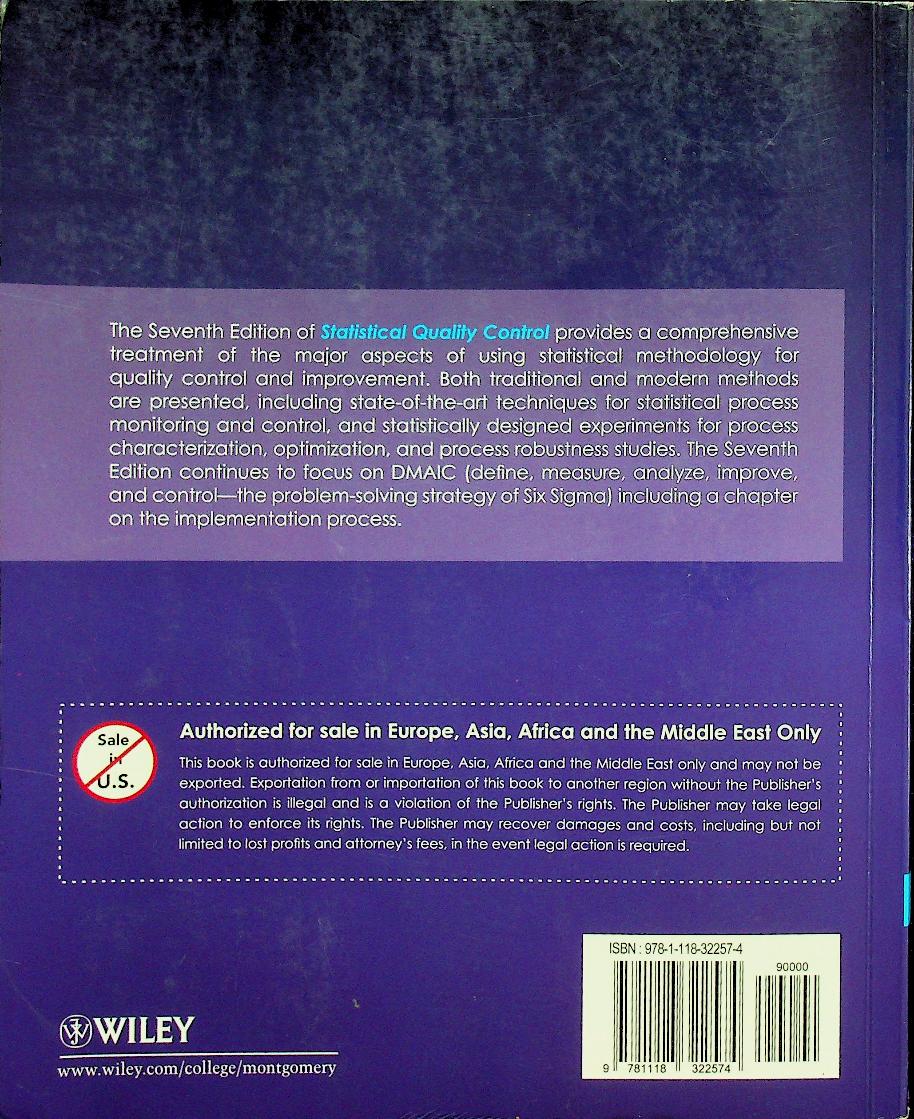 The Seventh Edition of Statistical Quality Control provides a comprehensive
treatment of the major aspects of using statistical methodology for
quality control and improvement. Both traditional and modern methods
are presented, including state-of-the-art techniques for statistical process
monitoring and control, and statistically designed experiments for process
characterization, optimization, and process robustness studies. The Seventh
Edition continues to focus on DMAIC (define, measure, analyze, improve,
and control—the problem-solving strategy of Six Sigma) including a chapter
on the implementation process.
Sale
in
U.S.
Authorized for sale in Europe, Asia, Africa and the Middle East Only
This book is authorized for sale in Europe, Asia, Africa and the Middle East only and may not be
exported. Exportation from or importation of this book to another region without the Publisher's
authorization is illegal and is a violation of the Publisher's rights. The Publisher may take legal
action to enforce its rights. The Publisher may recover damages and costs, including but not
limited to lost profits and attorney's fees, in the event legal action is required.
ISBN : 978-1-118-32257-4
90000
9 781118 322574
WILEY
www.wiley.com/college/montgomery